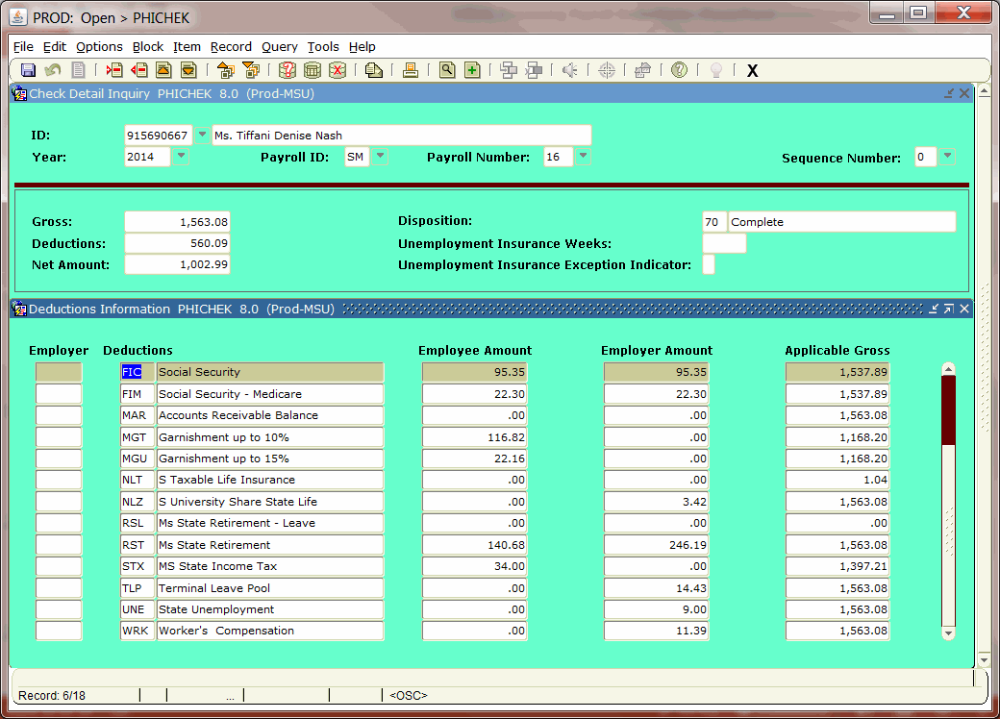 PROD: Open > PHICHEK
File Edit Options Block Item Record Query Tools Help
X
Check Detail Inquiry PHICHEK 8.0 (Prod-MSU)
ID: 915690667 Ms. Tiffani Denise Nash
Year: 2014 Payroll ID: SM Payroll Number: 16 Sequence Number: 0
Gross: 1,563.08 Disposition: 70 Complete
Deductions: 560.09 Unemployment Insurance Weeks:
Net Amount: 1,002.99 Unemployment Insurance Exception Indicator:
Deductions Information PHICHEK 8.0 (Prod-MSU)
Employer Deductions Employee Amount Employer Amount Applicable Gross
FIC Social Security 95.35 95.35 1,537.89
FIM Social Security - Medicare 22.30 22.30 1,537.89
MAR Accounts Receivable Balance .00 .00 1,563.08
MGT Garnishment up to 10% 116.82 .00 1,168.20
MGU Garnishment up to 15% 22.16 .00 1,168.20
NLT S Taxable Life Insurance .00 .00 1.04
NLZ S University Share State Life .00 3.42 1,563.08
RSL Ms State Retirement - Leave .00 .00 .00
RST Ms State Retirement 140.68 246.19 1,563.08
STX MS State Income Tax 34.00 .00 1,397.21
TLP Terminal Leave Pool .00 14.43 1,563.08
UNE State Unemployment .00 9.00 1,563.08
WRK Worker's Compensation .00 11.39 1,563.08
Record: 6/18 ... <OSC>